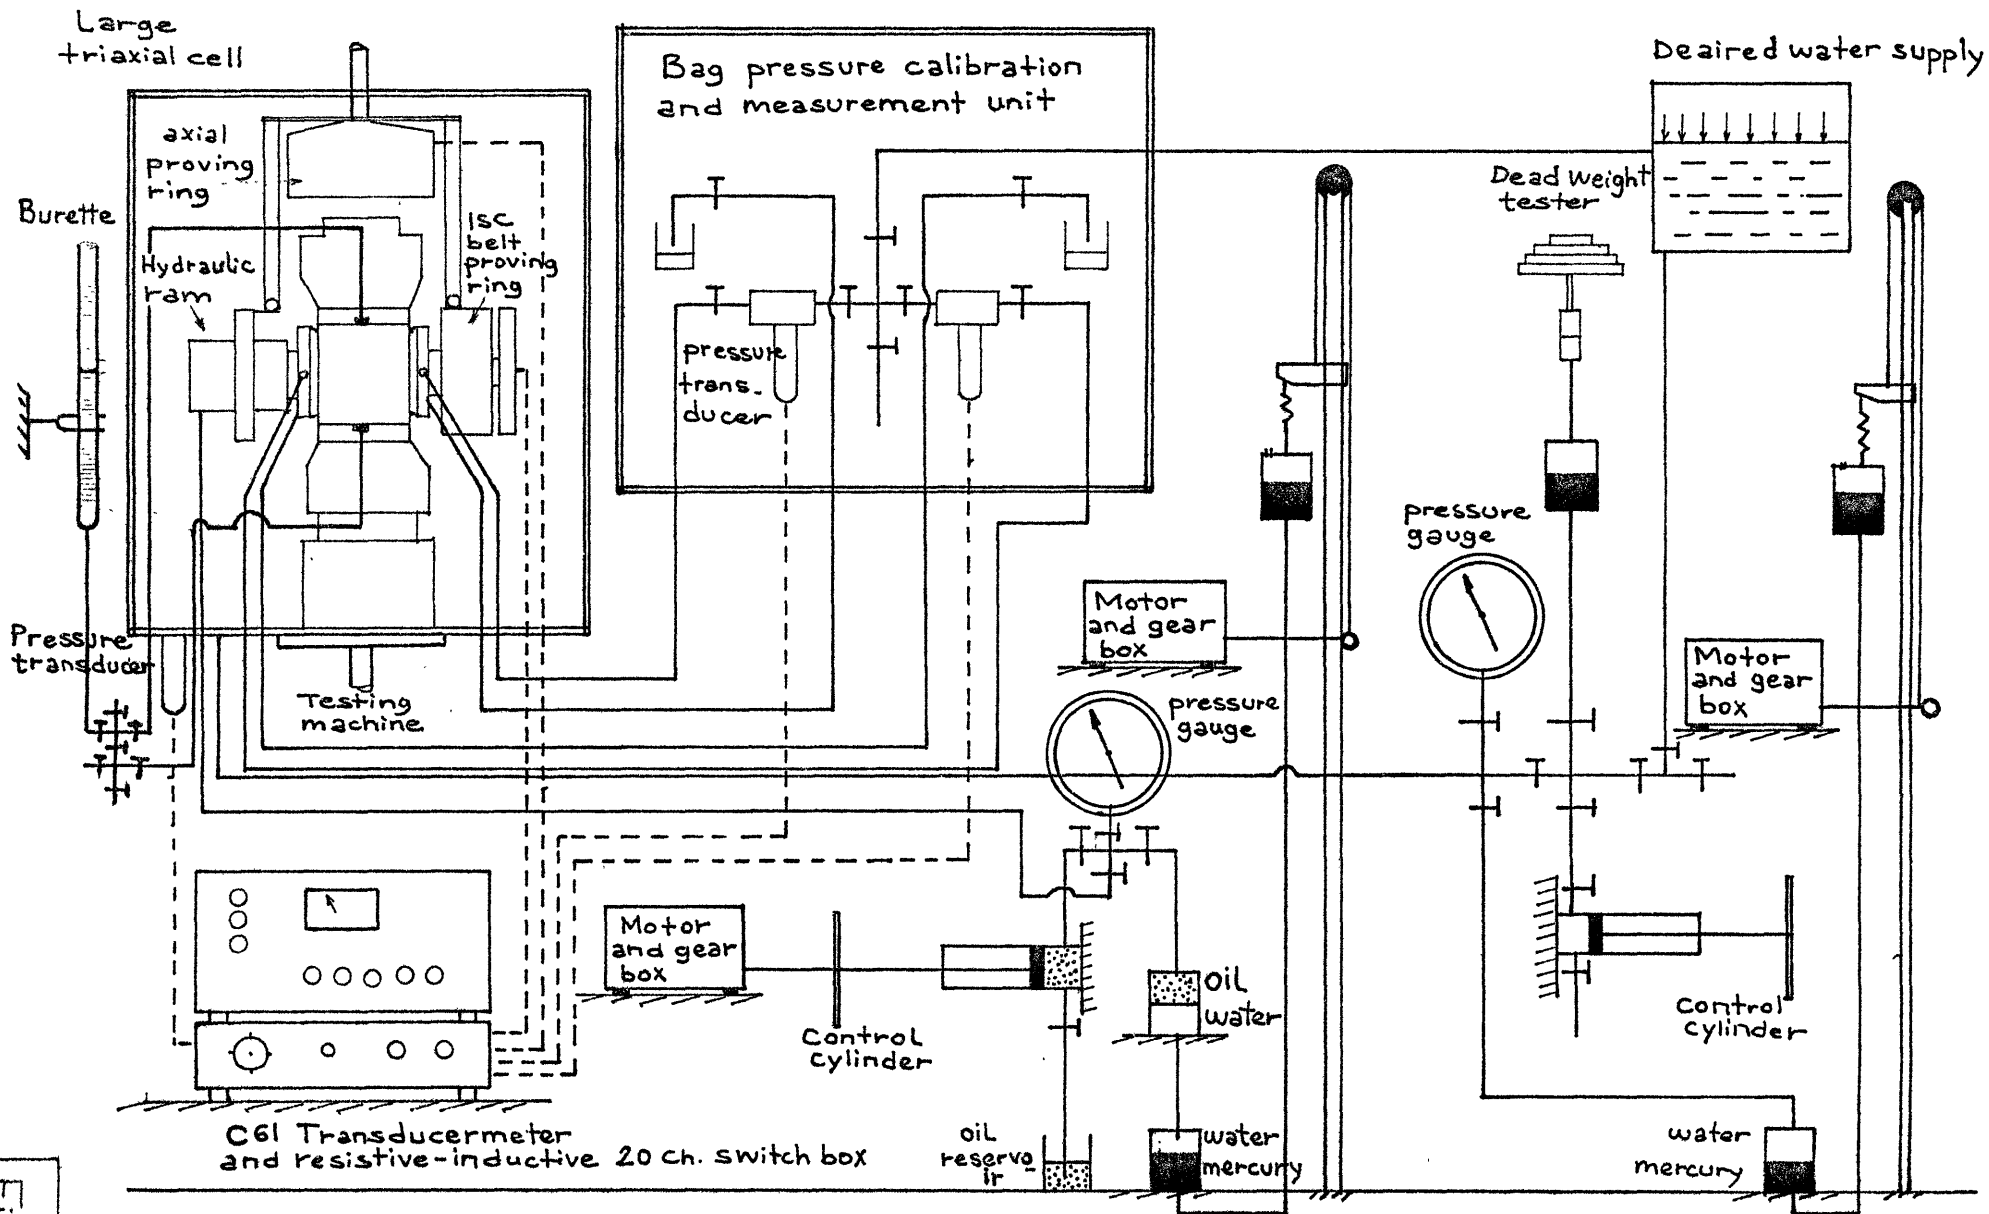 Large
triaxial cell
axial
proving
ring
Burette
Hydraulic
ram
Isc
belt
proving
ring
Bag pressure calibration
and measurement unit
pressure
trans-
ducer
Deaired water supply
Dead weight
tester
pressure
gauge
Motor
and gear
box
Motor
and gear
box
Pressure
transducer
Testing
machine
pressure
gauge
Motor
and gear
box
Control
cylinder
oil
water
Control
cylinder
C61 Transducermeter
and resistive-inductive 20 ch. switch box
oil
reservo-
ir
water
mercury
water
mercury